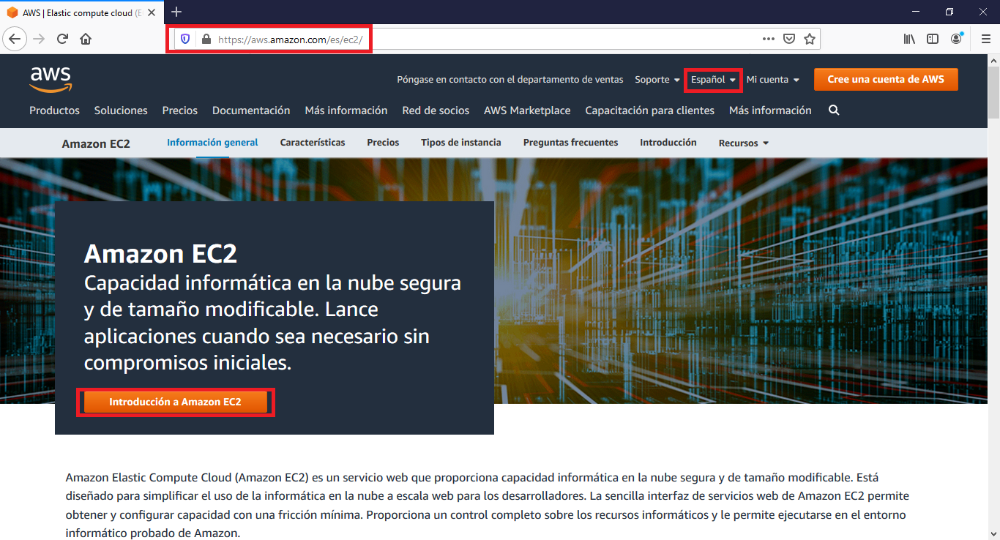 AWS | Elastic compute cloud (E
https://aws.amazon.com/es/ec2/
aws
Póngase en contacto con el departamento de ventas Soporte Español Mi cuenta Cree una cuenta de AWS
Productos Soluciones Precios Documentación Más información Red de socios AWS Marketplace Capacitación para clientes Más información
Amazon EC2 Información general Características Precios Tipos de instancia Preguntas frecuentes Introducción Recursos
Amazon EC2
Capacidad informática en la nube segura
y de tamaño modificable. Lance
aplicaciones cuando sea necesario sin
compromisos iniciales.
Introducción a Amazon EC2
Amazon Elastic Compute Cloud (Amazon EC2) es un servicio web que proporciona capacidad informática en la nube segura y de tamaño modificable. Está
diseñado para simplificar el uso de la informática en la nube a escala web para los desarrolladores. La sencilla interfaz de servicios web de Amazon EC2 permite
obtener y configurar capacidad con una fricción mínima. Proporciona un control completo sobre los recursos informáticos y le permite ejecutarse en el entorno
informático probado de Amazon.